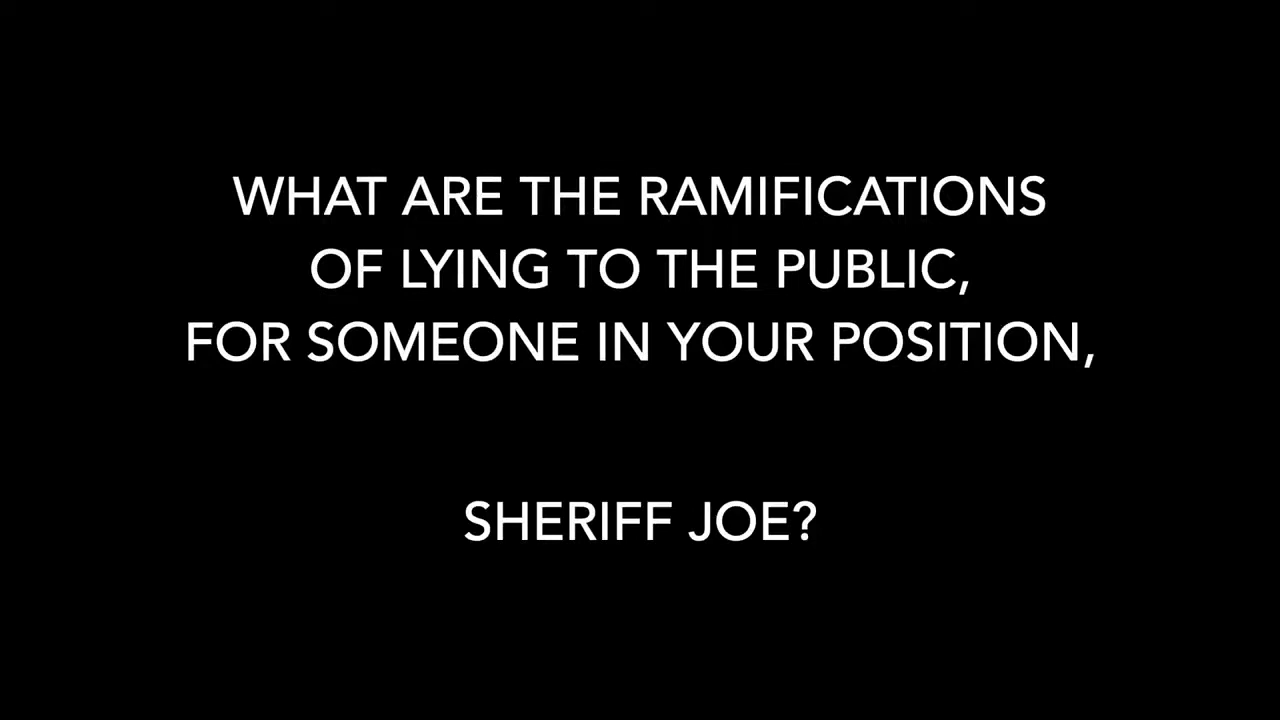 WHAT ARE THE RAMIFICATIONS
OF LYING TO THE PUBLIC,
FOR SOMEONE IN YOUR POSITION,
SHERIFF JOE?